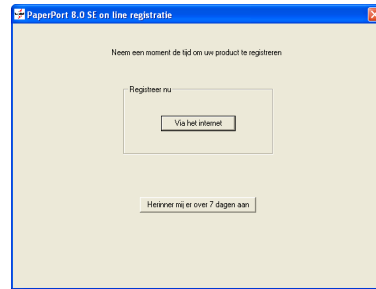 PaperPort 8.0 SE on line registratie
Neem een moment de tijd om uw product te registreren
Registreer nu
Via het internet
Herinner mij er over 7 dagen aan